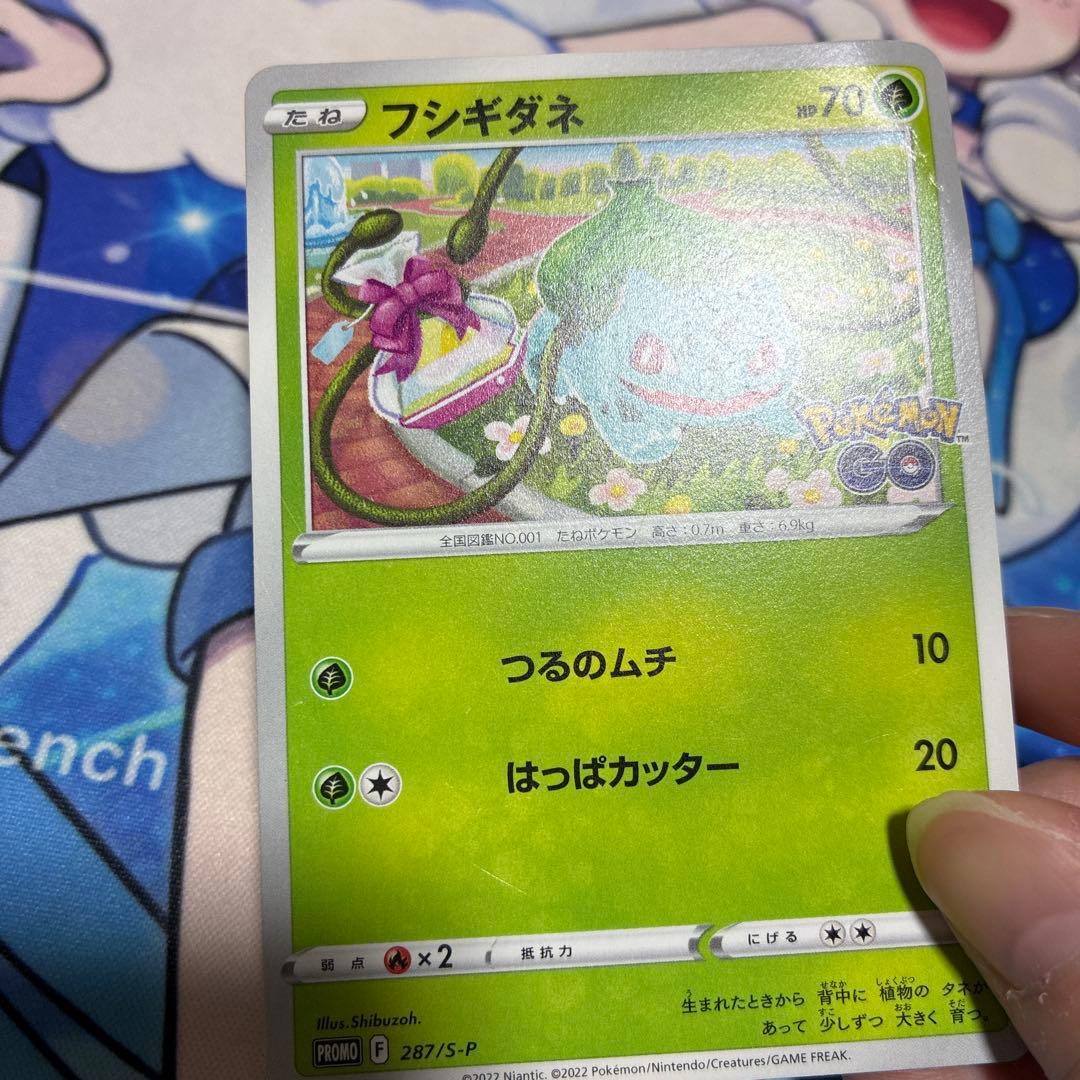 たね フシギダネ HP70
Pokémon™
GO
全国図鑑NO.001 たねポケモン 高さ:0.7m 重さ:6.9kg
つるのムチ 10
はっぱカッター 20
ench
弱点 ×2 抵抗力 にげる
生まれたときから 背中に 植物の タネが
あって 少しずつ 大きく 育つ。
Illus.Shibuzoh.
PROMO F 287/S-P
©2022 Niantic. ©2022 Pokémon/Nintendo/Creatures/GAME FREAK.